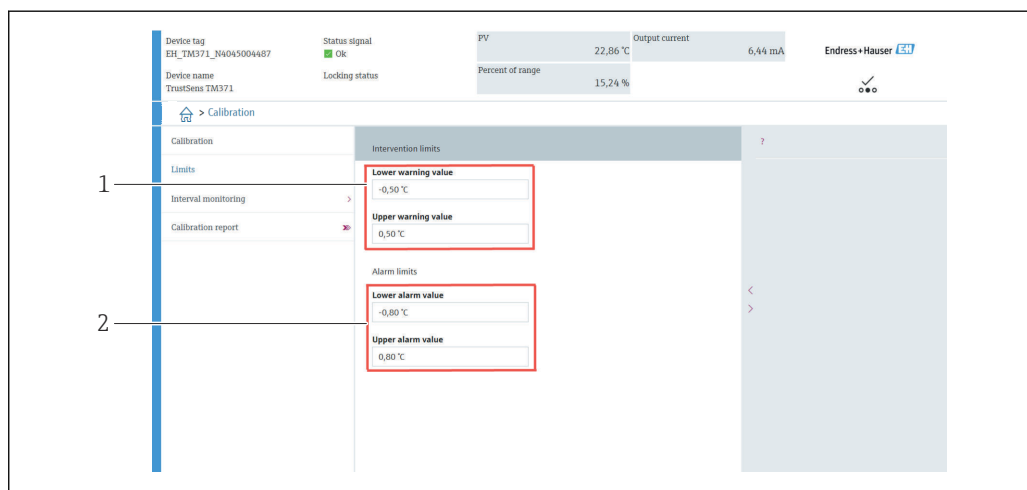 Device tag
EH_TM371_N4045004487
Status signal
Ok
PV
22,86 °C
Output current
6,44 mA
Endress+Hauser EH
Device name
TrustSens TM371
Locking status
Percent of range
15,24 %
> Calibration
Calibration
Intervention limits
?
Limits
Lower warning value
1
-0,50 °C
Interval monitoring >
Upper warning value
Calibration report
0,50 °C
Alarm limits
Lower alarm value
-0,80 °C
2
Upper alarm value
0,80 °C
<
>